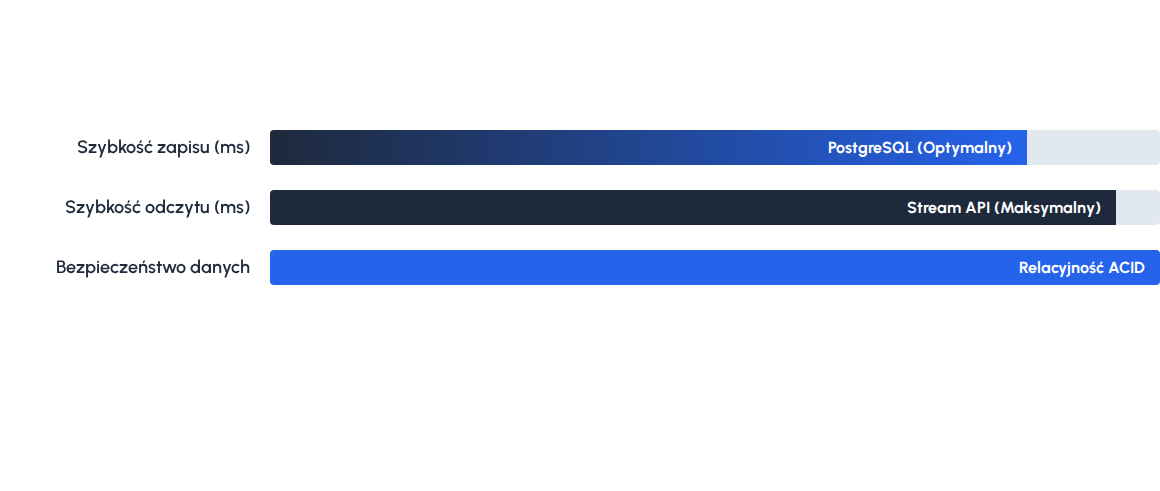 Szybkość zapisu (ms)
PostgreSQL (Optymalny)
Szybkość odczytu (ms)
Stream API (Maksymalny)
Bezpieczeństwo danych
Relacyjność ACID